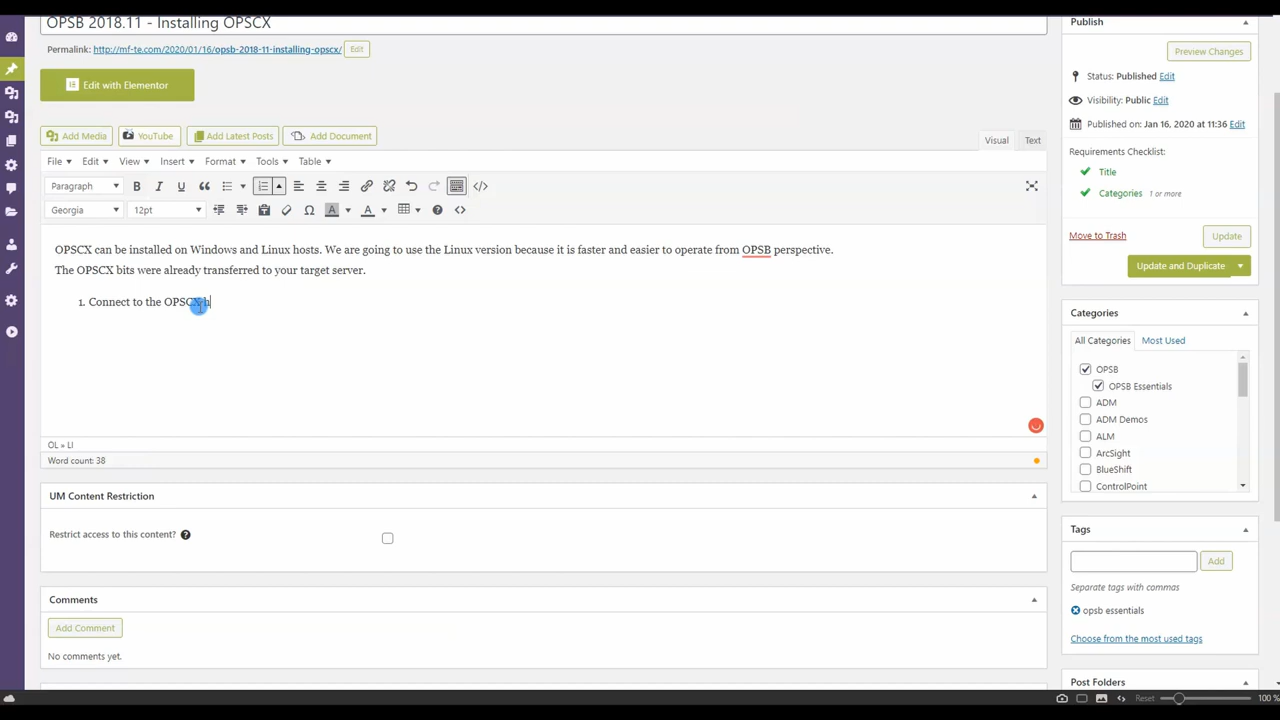 OPSB 2018.11 - Installing OPSCX
Permalink: http://mf-te.com/2020/01/16/opsb-2018-11-installing-opscx/ Edit
Edit with Elementor
Add Media YouTube Add Latest Posts Add Document
Visual Text
File Edit View Insert Format Tools Table
Paragraph
Georgia 12pt
OPSCX can be installed on Windows and Linux hosts. We are going to use the Linux version because it is faster and easier to operate from OPSB perspective.
The OPSCX bits were already transferred to your target server.
1. Connect to the OPSCX h
OL » LI
Word count: 38
UM Content Restriction
Restrict access to this content?
Comments
Add Comment
No comments yet.
Publish
Preview Changes
Status: Published Edit
Visibility: Public Edit
Published on: Jan 16, 2020 at 11:36 Edit
Requirements Checklist:
Title
Categories 1 or more
Move to Trash
Update
Update and Duplicate
Categories
All Categories Most Used
OPSB
OPSB Essentials
ADM
ADM Demos
ALM
ArcSight
BlueShift
ControlPoint
Tags
Add
Separate tags with commas
opsb essentials
Choose from the most used tags
Post Folders
Reset 100 %